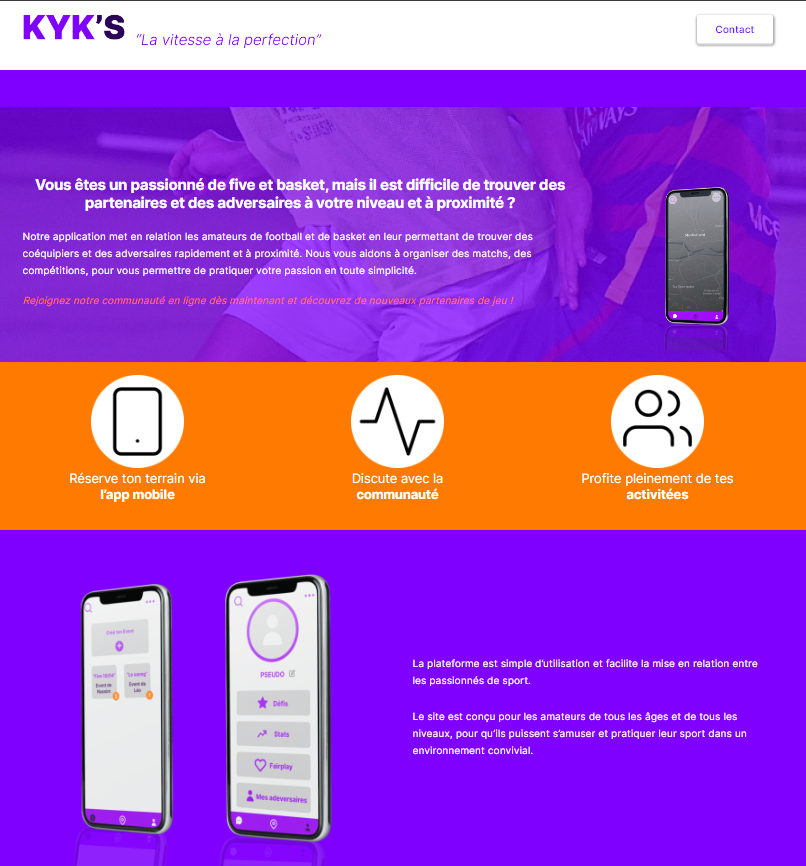 KYK'S
“La vitesse à la perfection”
Contact
Vous êtes un passionné de five et basket, mais il est difficile de trouver des
partenaires et des adversaires à votre niveau et à proximité ?
Notre application met en relation les amateurs de football et de basket en leur permettant de trouver des
coéquipiers et des adversaires rapidement et à proximité. Nous vous aidons à organiser des matchs, des
compétitions, pour vous permettre de pratiquer votre passion en toute simplicité.
Rejoignez notre communauté en ligne dès maintenant et découvrez de nouveaux partenaires de jeu !
Réserve ton terrain via
l’app mobile
Discute avec la
communauté
Profite pleinement de tes
activitées
PSEUDO
Défis
Stats
Fairplay
Mes adeversaires
Event de
Event de
Léo
La plateforme est simple d’utilisation et facilite la mise en relation entre
les passionnés de sport.
Le site est conçu pour les amateurs de tous les âges et de tous les
niveaux, pour qu’ils puissent s’amuser et pratiquer leur sport dans un
environnement convivial.